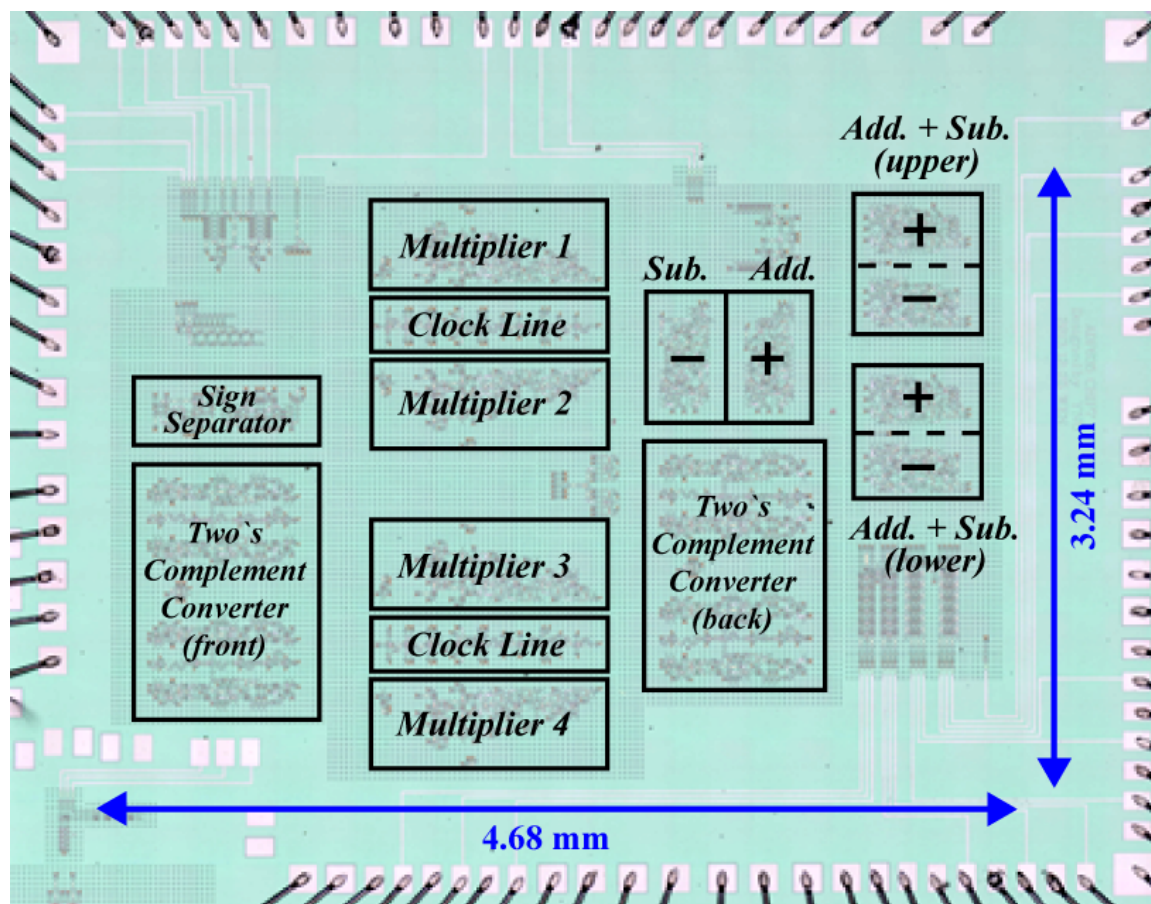 Add. + Sub.
(upper)
Multiplier 1
+
−
Sub.
Add.
Clock Line
−
+
Multiplier 2
Sign
Separator
+
−
3.24 mm
Two`s
Complement
Converter
(front)
Two`s
Complement
Converter
(back)
Add. + Sub.
(lower)
Multiplier 3
Clock Line
Multiplier 4
4.68 mm